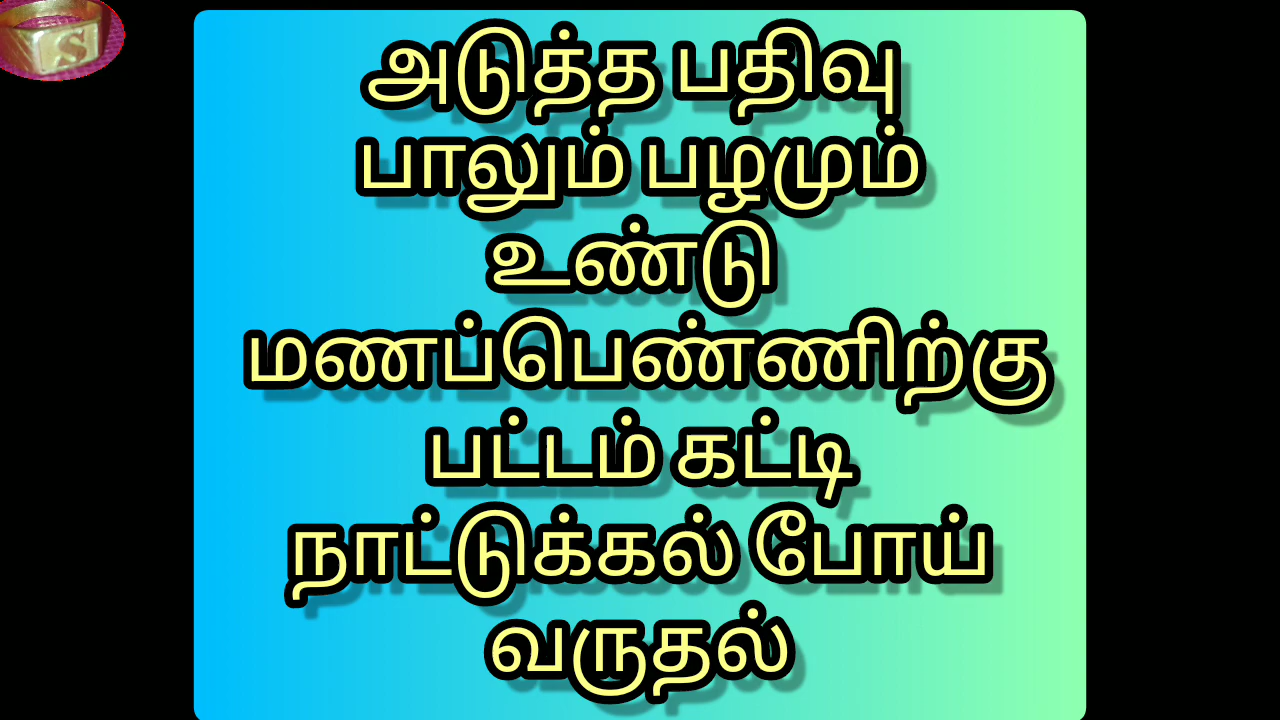 அடுத்த பதிவு
பாலும் பழமும்
உண்டு
மணப்பெண்ணிற்கு
பட்டம் கட்டி
நாட்டுக்கல் போய்
வருதல்
S